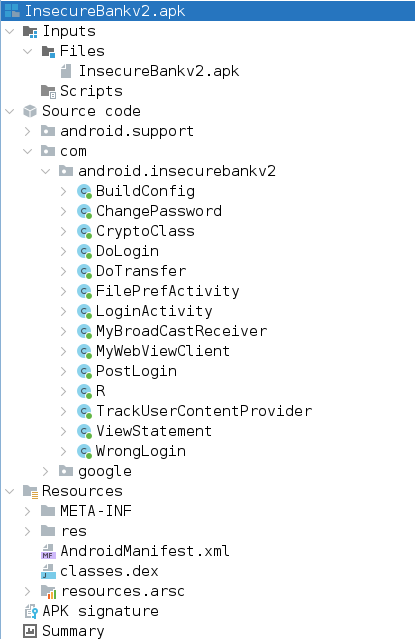 InsecureBankv2.apk
Inputs
Files
InsecureBankv2.apk
Scripts
Source code
android.support
com
android.insecurebankv2
BuildConfig
ChangePassword
CryptoClass
DoLogin
DoTransfer
FilePrefActivity
LoginActivity
MyBroadCastReceiver
MyWebViewClient
PostLogin
R
TrackUserContentProvider
ViewStatement
WrongLogin
google
Resources
META-INF
res
AndroidManifest.xml
classes.dex
resources.arsc
APK signature
Summary